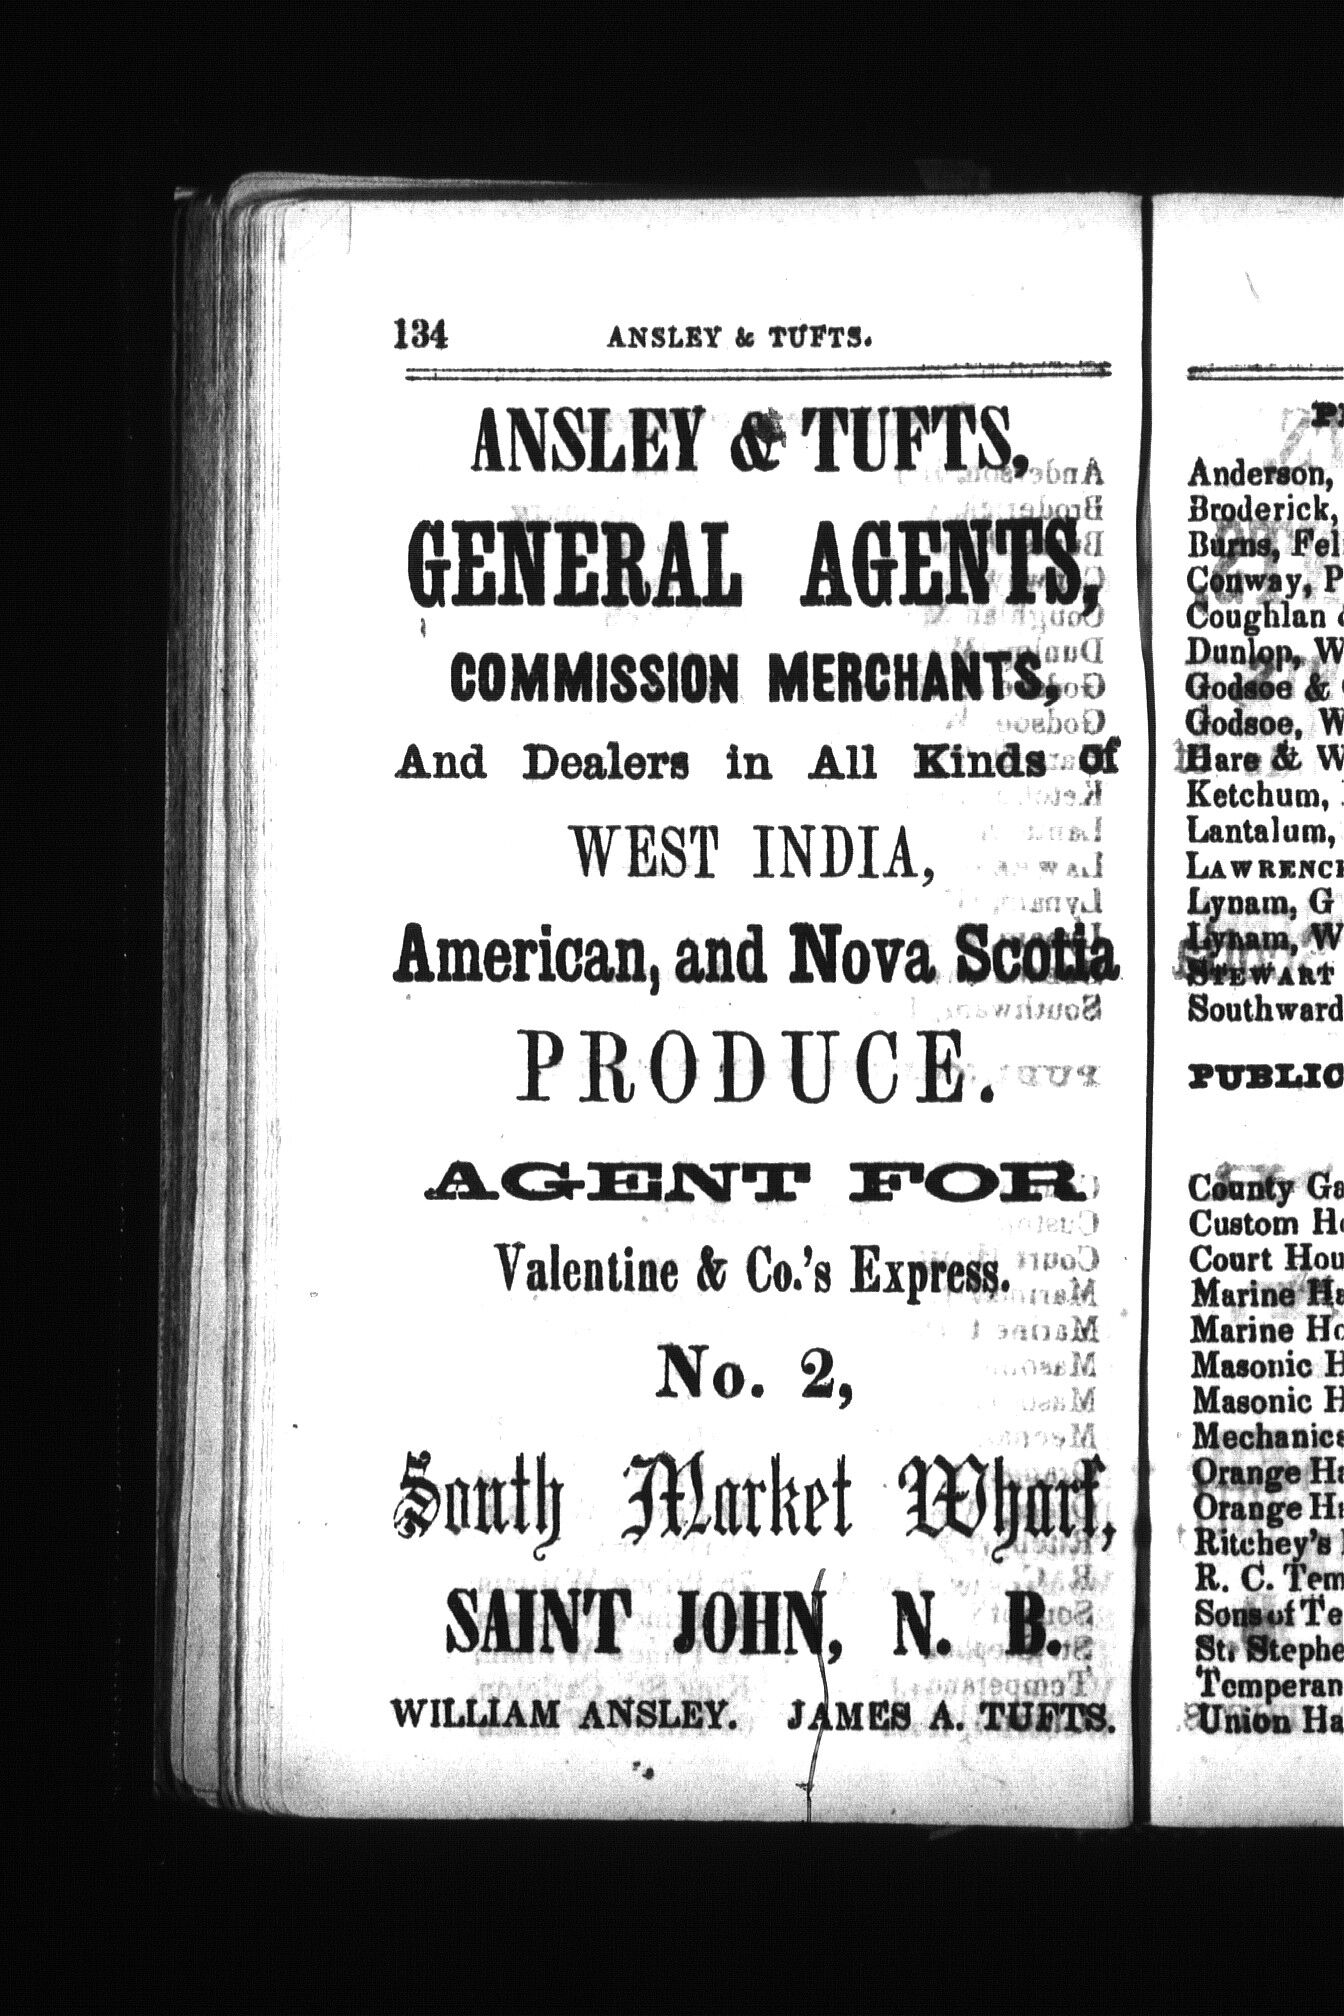 134 ANSLEY & TUFTS.
ANSLEY & TUFTS,
GENERAL AGENTS,
COMMISSION MERCHANTS,
And Dealers in All Kinds Of
WEST INDIA,
American, and Nova Scotia
PRODUCE.
AGENT FOR
Valentine & Co.'s Express.
No. 2,
South Market Wharf,
SAINT JOHN, N. B.
WILLIAM ANSLEY. JAMES A. TUFTS.
Anderson,
Broderick,
Burns,
Conway,
Coughlan
Dunlop, W
Godsoe &
Godsoe, W
Hare & W
Ketchum,
Lantalum,
LAWRENCE
Lynam, G
Lynam, W
STEWART
Southward
PUBLIC
County
Custom
Court
Marine
Marine
Masonic
Masonic
Mechanics
Orange
Orange
Ritchey's
R. C.
Sons of
St. 
Union